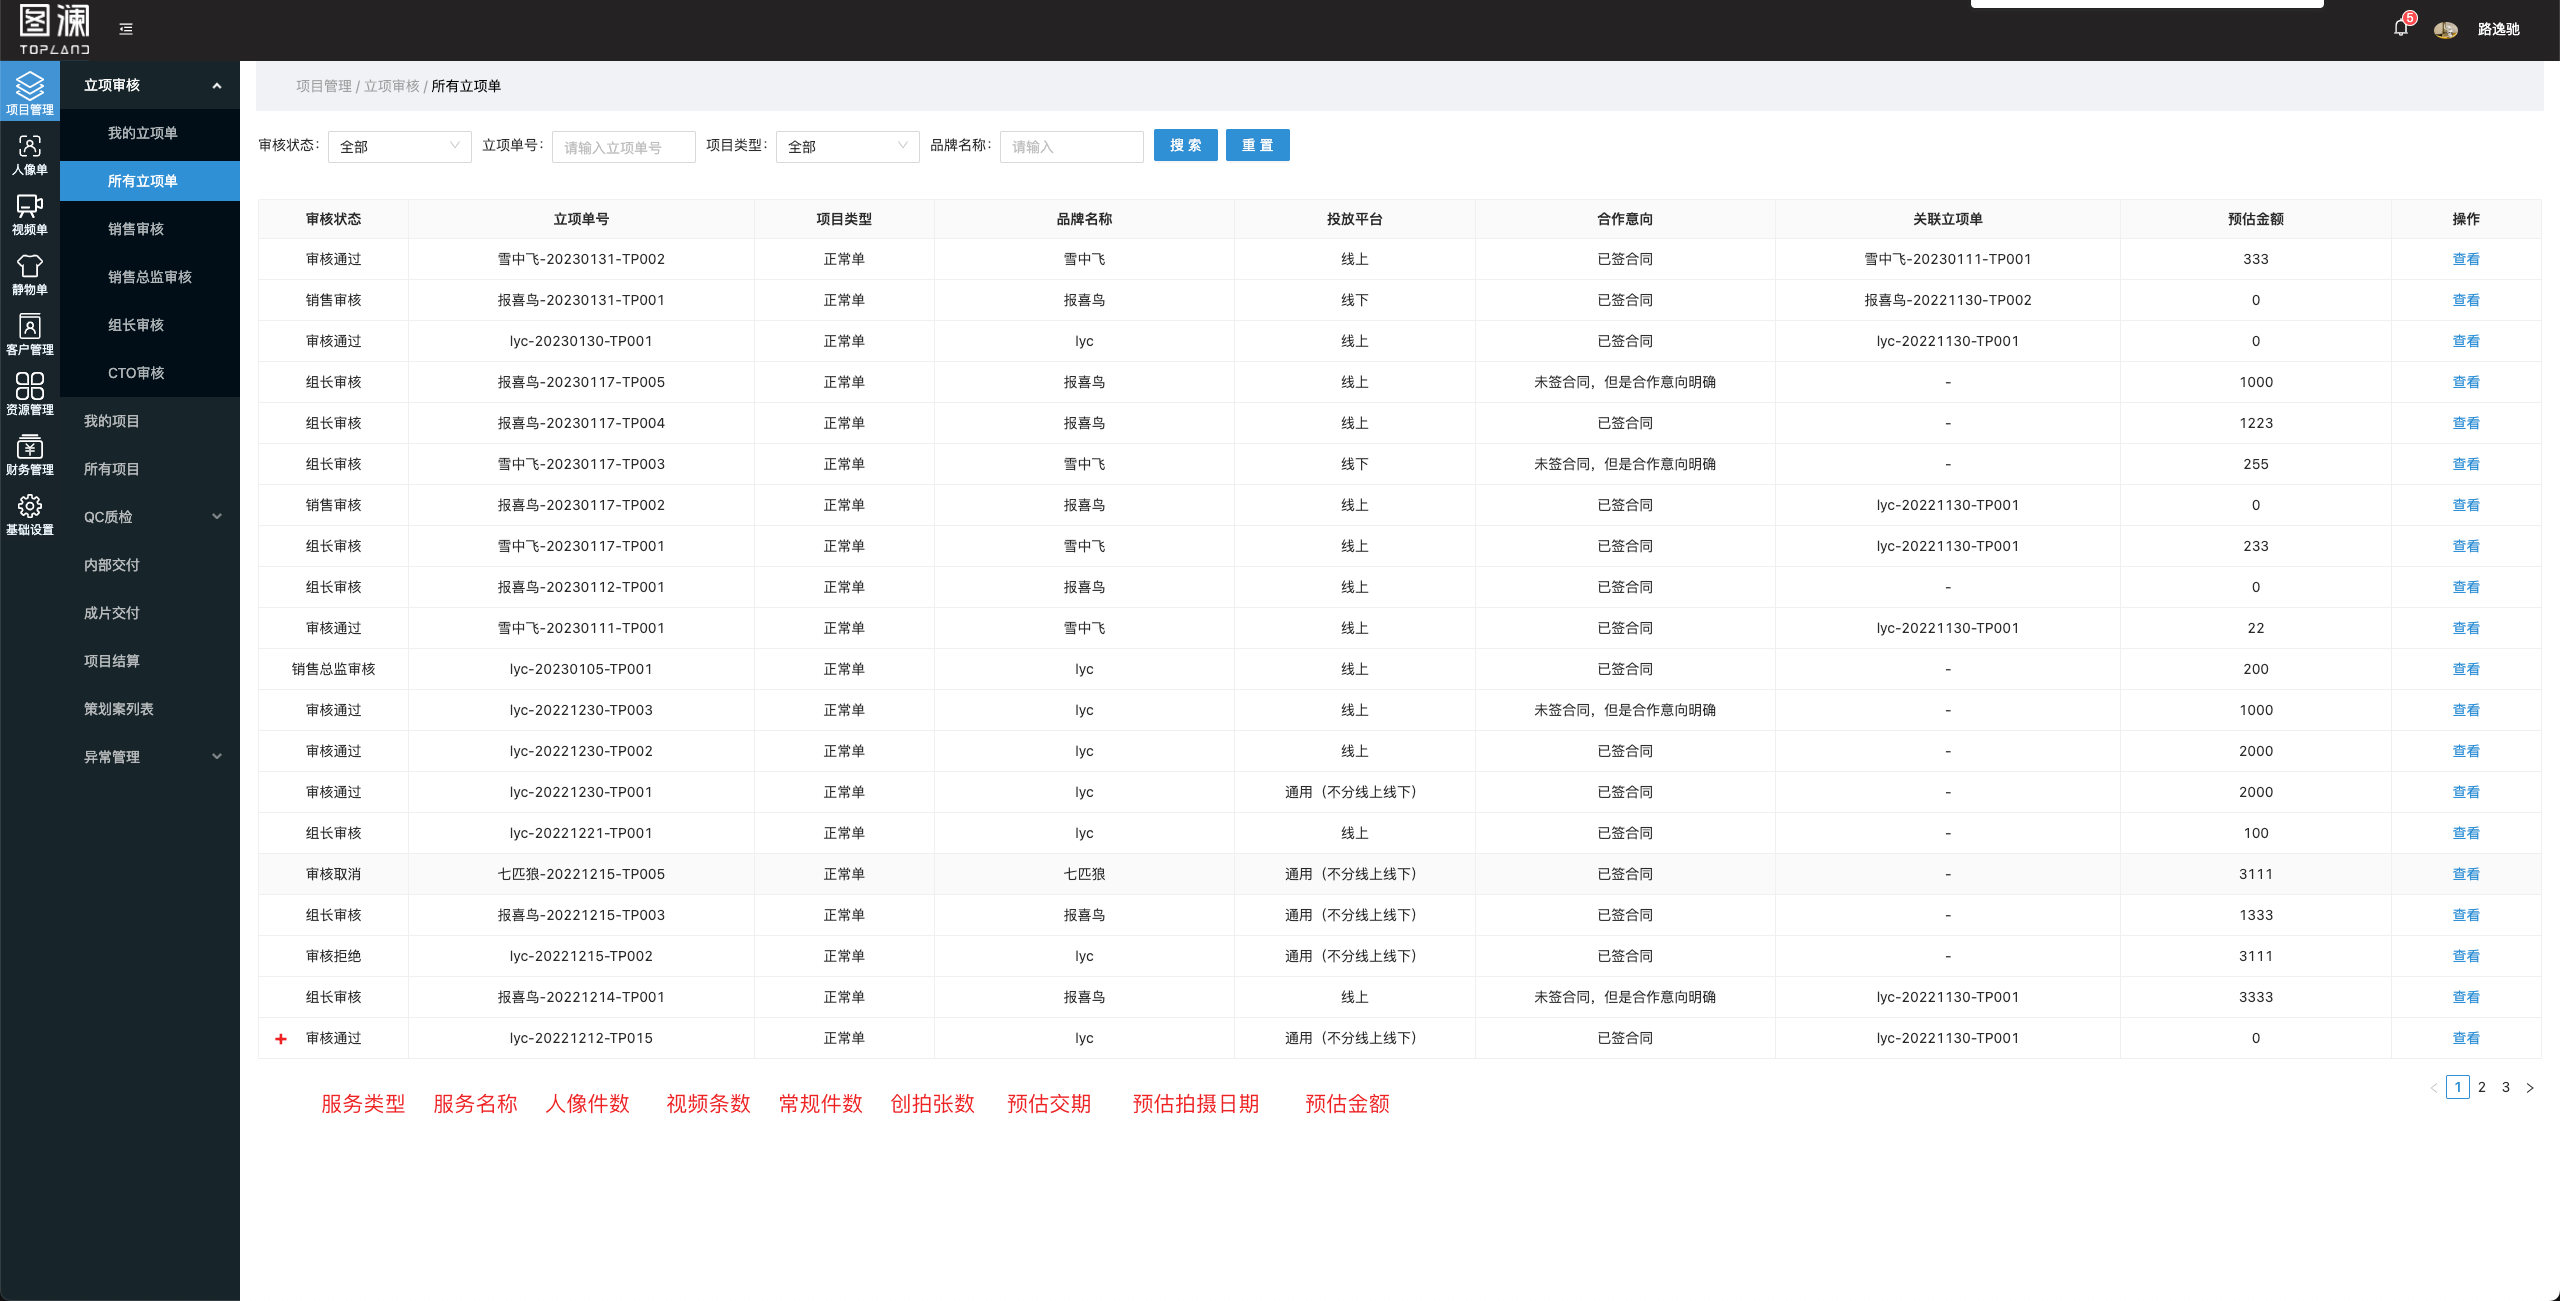 图澜
TOPLAND
5
路逸驰
项目管理
人像单
视频单
静物单
客户管理
资源管理
财务管理
基础设置
立项审核
我的立项单
所有立项单
销售审核
销售总监审核
组长审核
CTO审核
我的项目
所有项目
QC质检
内部交付
成片交付
项目结算
策划案列表
异常管理
项目管理 / 立项审核 / 所有立项单
审核状态： 全部 立项单号： 请输入立项单号 项目类型： 全部 品牌名称： 请输入 搜 索 重 置
审核状态 立项单号 项目类型 品牌名称 投放平台 合作意向 关联立项单 预估金额 操作
审核通过 雪中飞-20230131-TP002 正常单 雪中飞 线上 已签合同 雪中飞-20230111-TP001 333 查看
销售审核 报喜鸟-20230131-TP001 正常单 报喜鸟 线下 已签合同 报喜鸟-20221130-TP002 0 查看
审核通过 lyc-20230130-TP001 正常单 lyc 线上 已签合同 lyc-20221130-TP001 0 查看
组长审核 报喜鸟-20230117-TP005 正常单 报喜鸟 线上 未签合同，但是合作意向明确 - 1000 查看
组长审核 报喜鸟-20230117-TP004 正常单 报喜鸟 线上 已签合同 - 1223 查看
组长审核 雪中飞-20230117-TP003 正常单 雪中飞 线下 未签合同，但是合作意向明确 - 255 查看
销售审核 报喜鸟-20230117-TP002 正常单 报喜鸟 线上 已签合同 lyc-20221130-TP001 0 查看
组长审核 雪中飞-20230117-TP001 正常单 雪中飞 线上 已签合同 lyc-20221130-TP001 233 查看
组长审核 报喜鸟-20230112-TP001 正常单 报喜鸟 线上 已签合同 - 0 查看
审核通过 雪中飞-20230111-TP001 正常单 雪中飞 线上 已签合同 lyc-20221130-TP001 22 查看
销售总监审核 lyc-20230105-TP001 正常单 lyc 线上 已签合同 - 200 查看
审核通过 lyc-20221230-TP003 正常单 lyc 线上 未签合同，但是合作意向明确 - 1000 查看
审核通过 lyc-20221230-TP002 正常单 lyc 线上 已签合同 - 2000 查看
审核通过 lyc-20221230-TP001 正常单 lyc 通用（不分线上线下） 已签合同 - 2000 查看
组长审核 lyc-20221221-TP001 正常单 lyc 线上 已签合同 - 100 查看
审核取消 七匹狼-20221215-TP005 正常单 七匹狼 通用（不分线上线下） 已签合同 - 3111 查看
组长审核 报喜鸟-20221215-TP003 正常单 报喜鸟 通用（不分线上线下） 已签合同 - 1333 查看
审核拒绝 lyc-20221215-TP002 正常单 lyc 通用（不分线上线下） 已签合同 - 3111 查看
组长审核 报喜鸟-20221214-TP001 正常单 报喜鸟 线上 未签合同，但是合作意向明确 lyc-20221130-TP001 3333 查看
+ 审核通过 lyc-20221212-TP015 正常单 lyc 通用（不分线上线下） 已签合同 lyc-20221130-TP001 0 查看
< 1 2 3 >
服务类型 服务名称 人像件数 视频条数 常规件数 创拍张数 预估交期 预估拍摄日期 预估金额